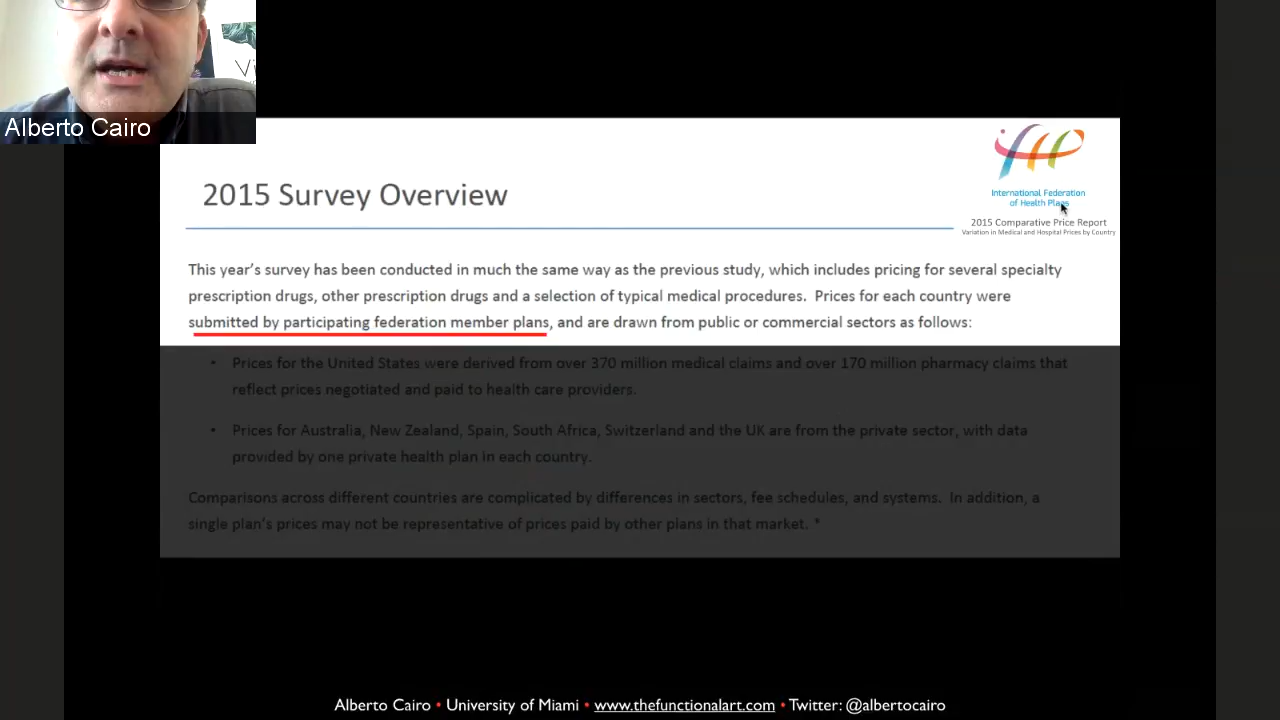 Vi
Alberto Cairo
International Federation
of Health Plans
2015 Comparative Price Report
Variation in Medical and Hospital Prices by Country
2015 Survey Overview
This year's survey has been conducted in much the same way as the previous study, which includes pricing for several specialty
prescription drugs, other prescription drugs and a selection of typical medical procedures.  Prices for each country were
submitted by participating federation member plans, and are drawn from public or commercial sectors as follows:
• Prices for the United States were derived from over 370 million medical claims and over 170 million pharmacy claims that
reflect prices negotiated and paid to health care providers.
• Prices for Australia, New Zealand, Spain, South Africa, Switzerland and the UK are from the private sector, with data
provided by one private health plan in each country.
Comparisons across different countries are complicated by differences in sectors, fee schedules, and systems.  In addition, a
single plan's prices may not be representative of prices paid by other plans in that market. *
Alberto Cairo • University of Miami • www.thefunctionalart.com • Twitter: @albertocairo